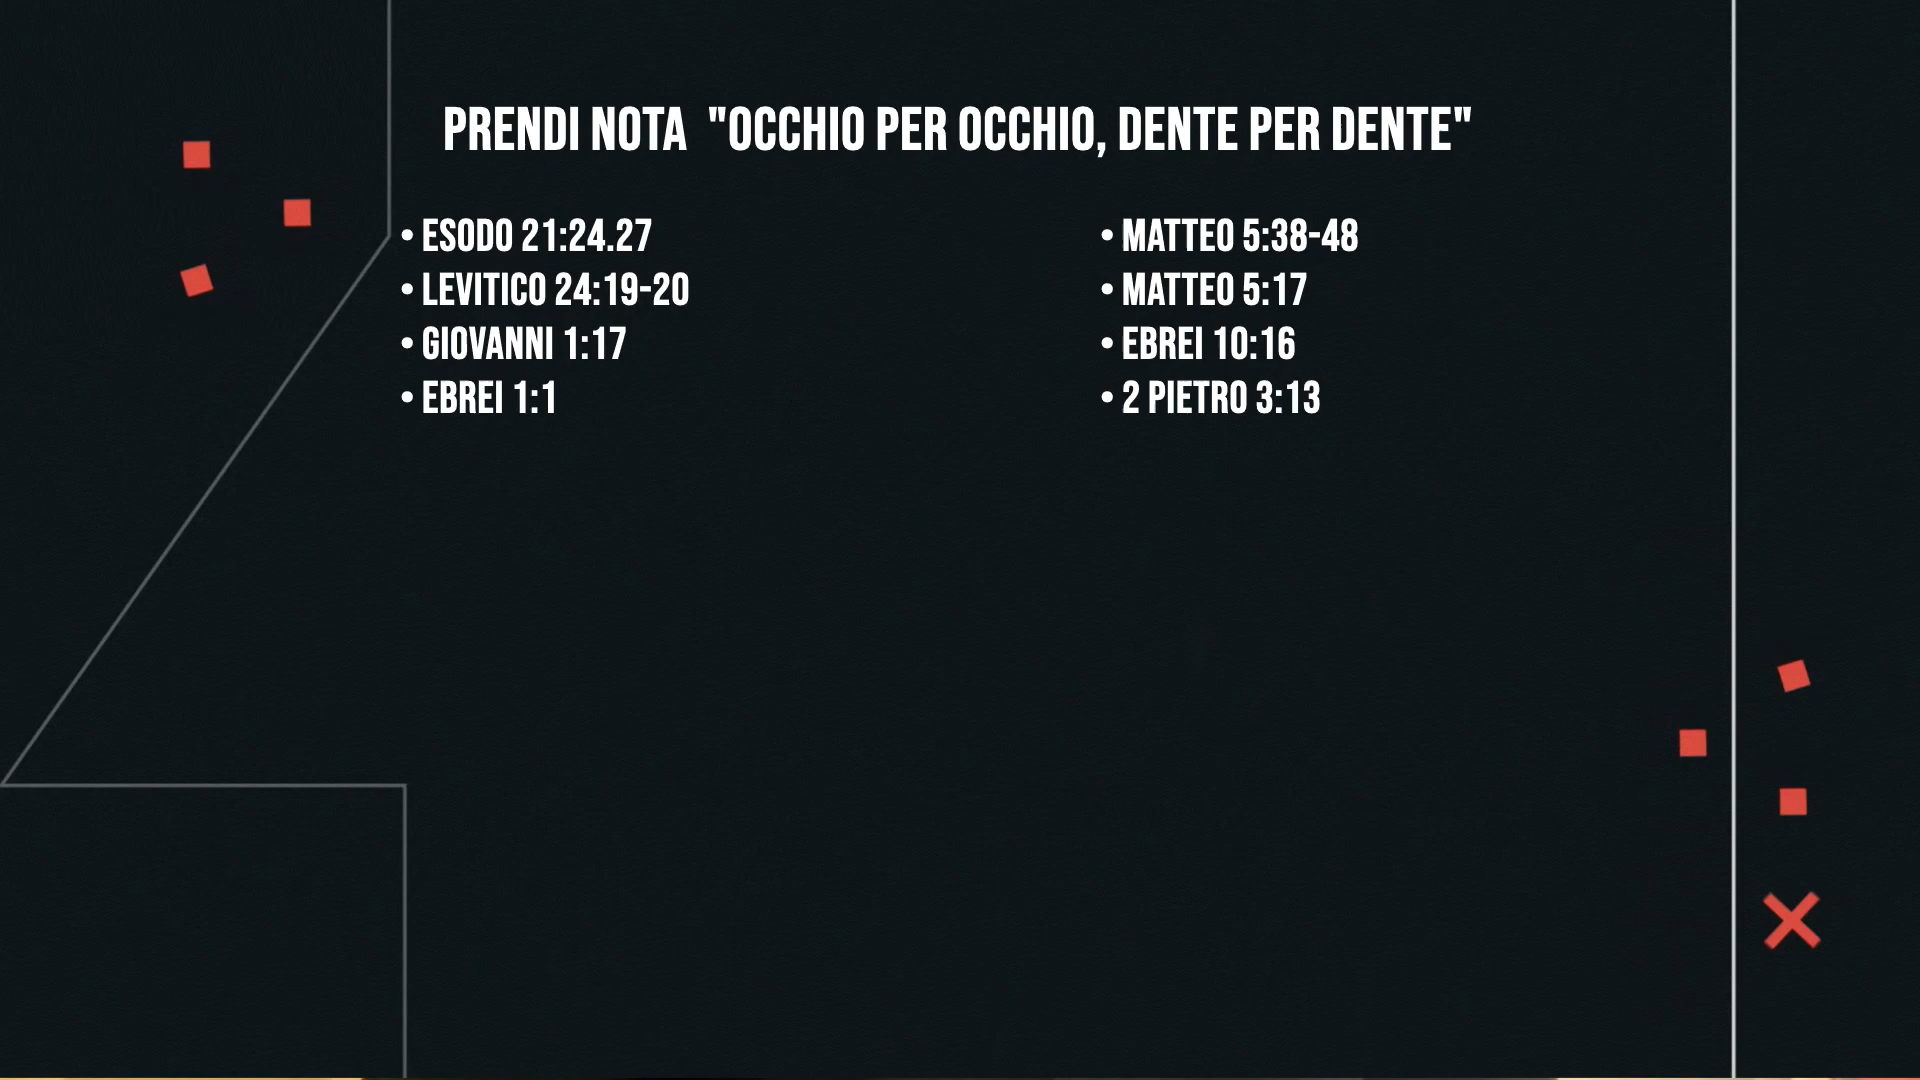 PRENDI NOTA  "OCCHIO PER OCCHIO, DENTE PER DENTE"
• ESODO 21:24.27
• LEVITICO 24:19-20
• GIOVANNI 1:17
• EBREI 1:1
• MATTEO 5:38-48
• MATTEO 5:17
• EBREI 10:16
• 2 PIETRO 3:13